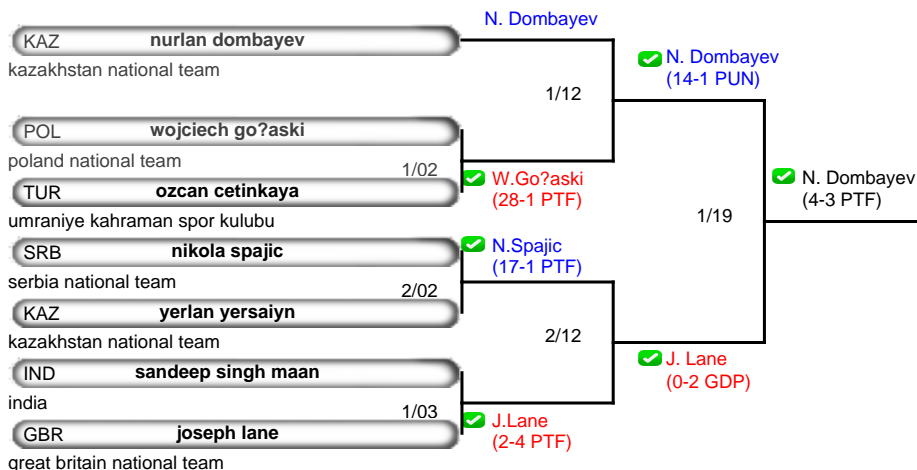 N. Dombayev
KAZ nurlan dombayev
kazakhstan national team
N. Dombayev
(14-1 PUN)
1/12
POL wojciech go?aski
poland national team
1/02
W.Go?aski
(28-1 PTF)
TUR ozcan cetinkaya
umraniye kahraman spor kulubu
N. Dombayev
(4-3 PTF)
1/19
SRB nikola spajic
serbia national team
N.Spajic
(17-1 PTF)
2/02
KAZ yerlan yersaiyn
kazakhstan national team
2/12
IND sandeep singh maan
india
J. Lane
(0-2 GDP)
1/03
GBR joseph lane
great britain national team
J.Lane
(2-4 PTF)